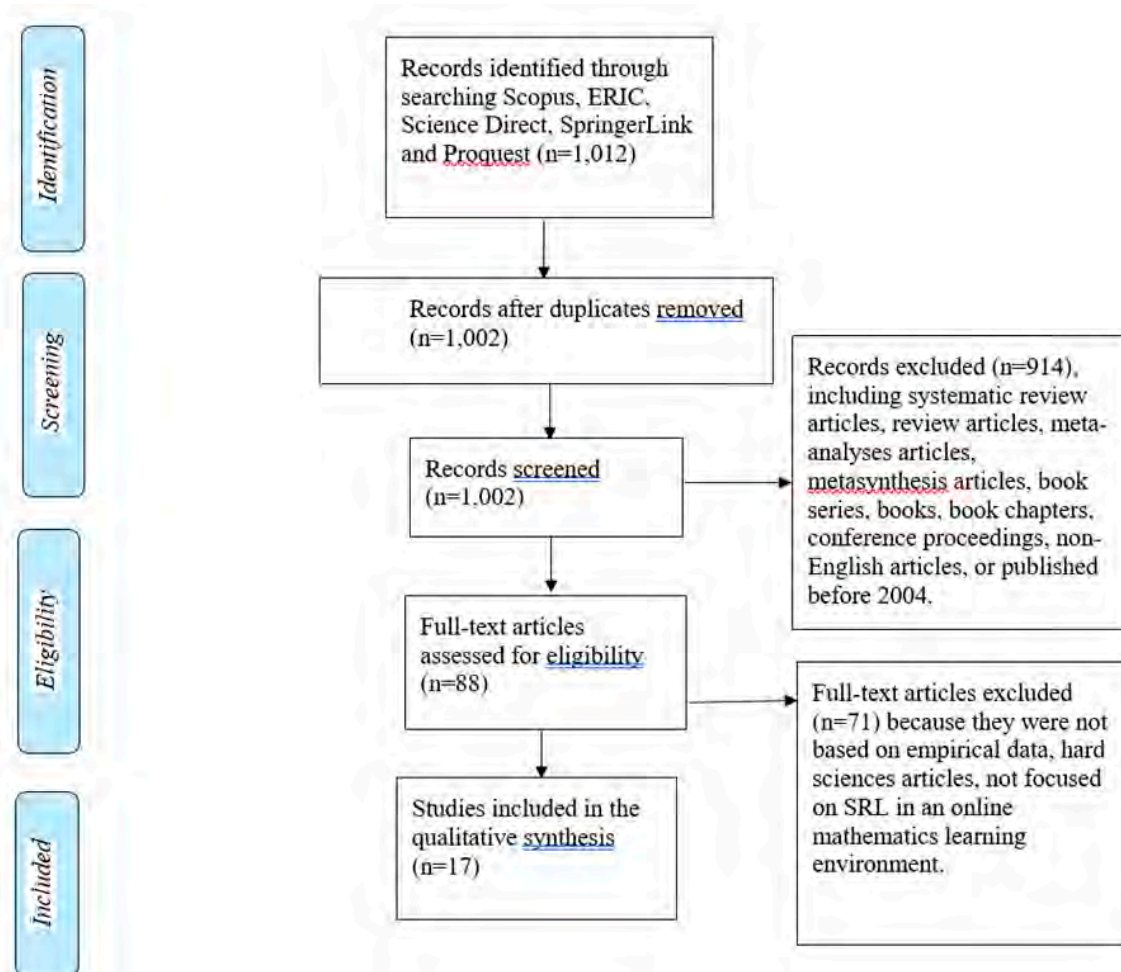 Identification
Records identified through
searching Scopus, ERIC,
Science Direct, SpringerLink
and Proquest (n=1,012)
Screening
Records after duplicates removed
(n=1,002)
Records screened
(n=1,002)
Records excluded (n=914),
including systematic review
articles, review articles, meta-
analyses articles,
metasynthesis articles, book
series, books, book chapters,
conference proceedings, non-
English articles, or published
before 2004.
Eligibility
Full-text articles
assessed for eligibility
(n=88)
Full-text articles excluded
(n=71) because they were not
based on empirical data, hard
sciences articles, not focused
on SRL in an online
mathematics learning
environment.
Included
Studies included in the
qualitative synthesis
(n=17)